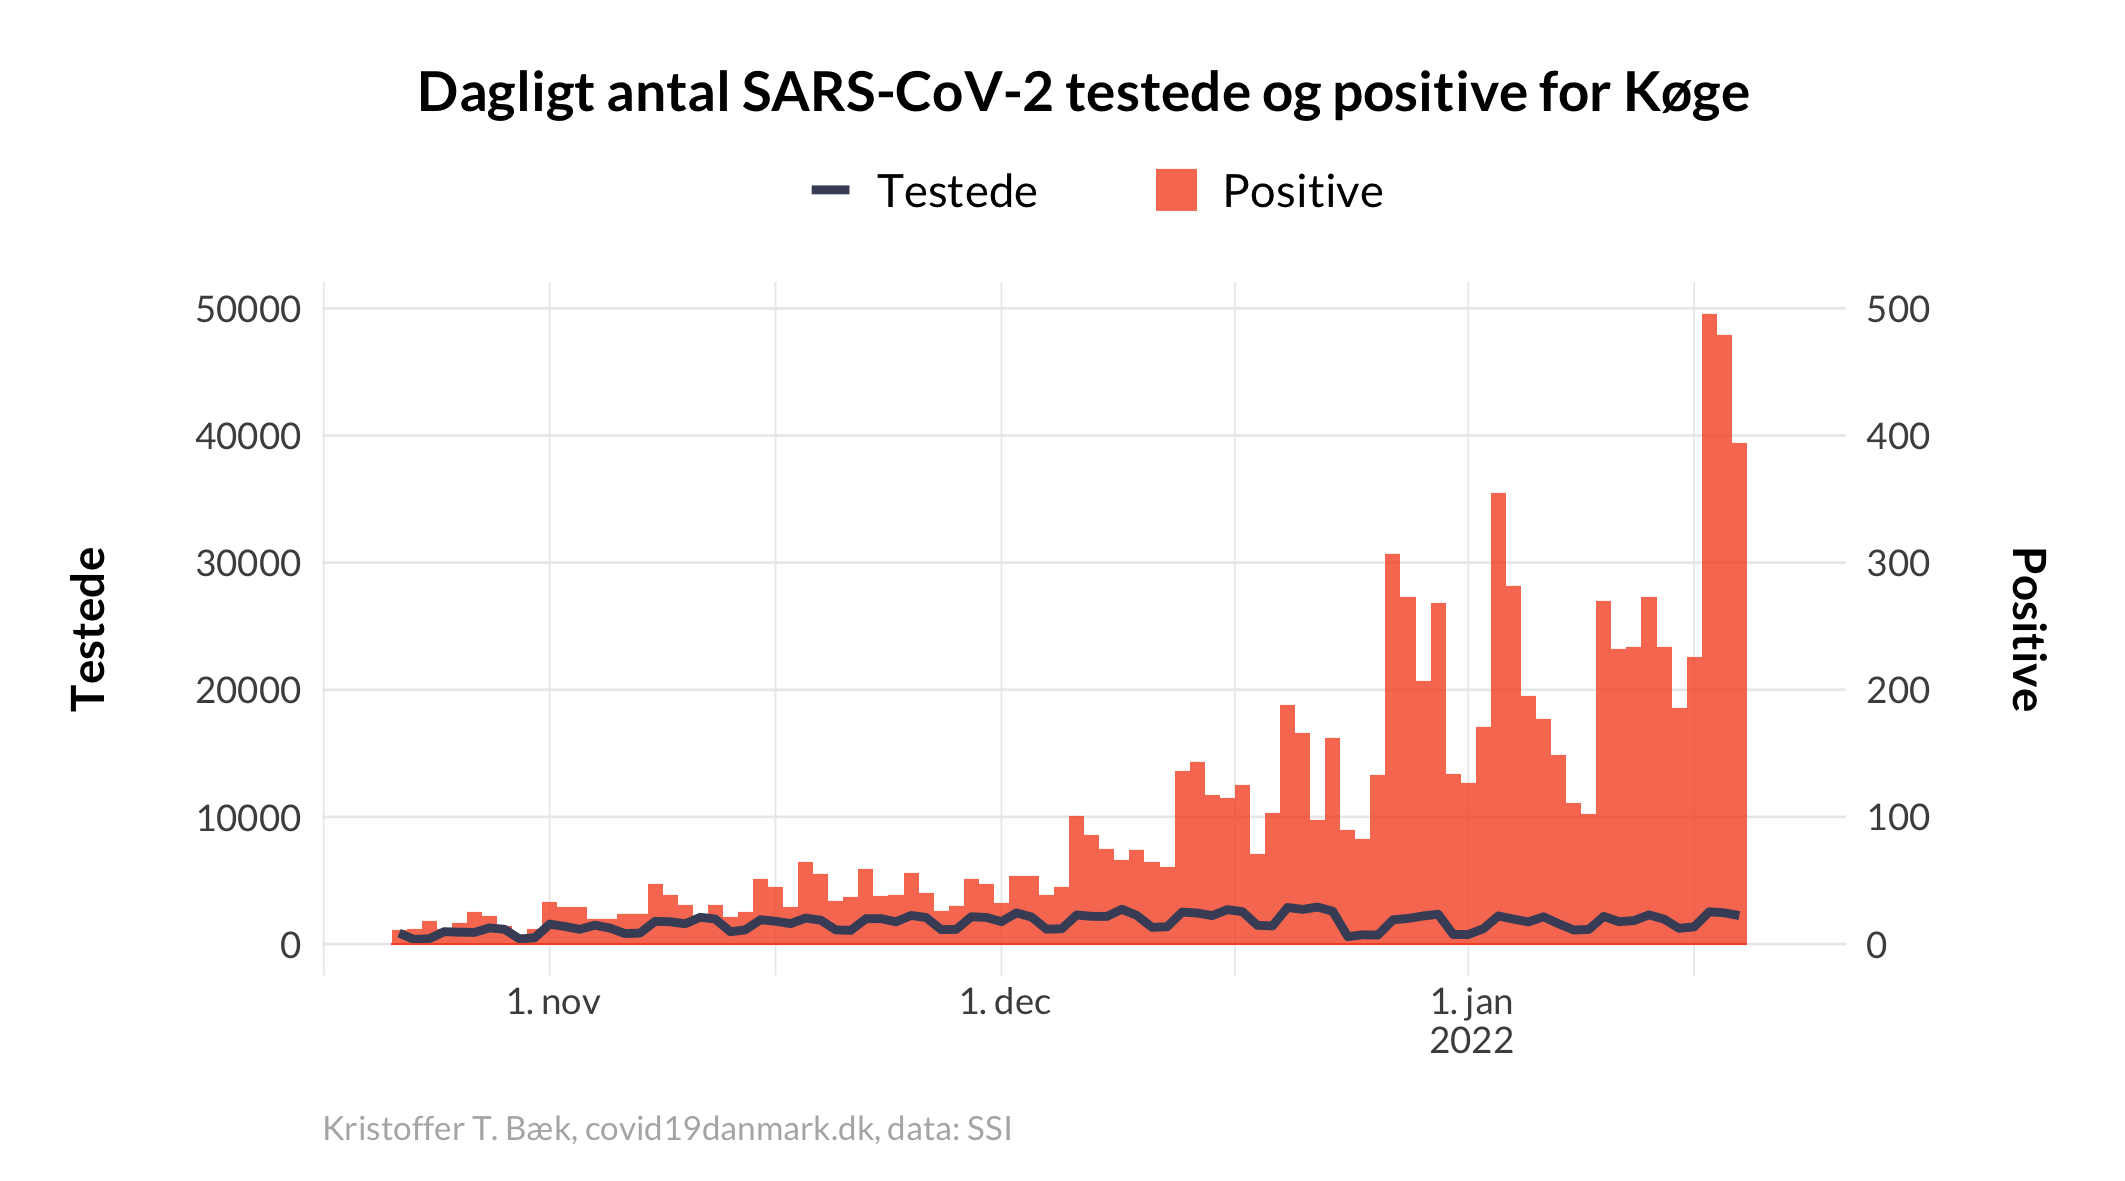 Dagligt antal SARS-CoV-2 testede og positive for Køge
Testede Positive
50000 500
40000 400
30000 300
20000 200
10000 100
0 0
Testede
Positive
1. nov 1. dec 1. jan
2022
Kristoffer T. Bæk, covid19danmark.dk, data: SSI